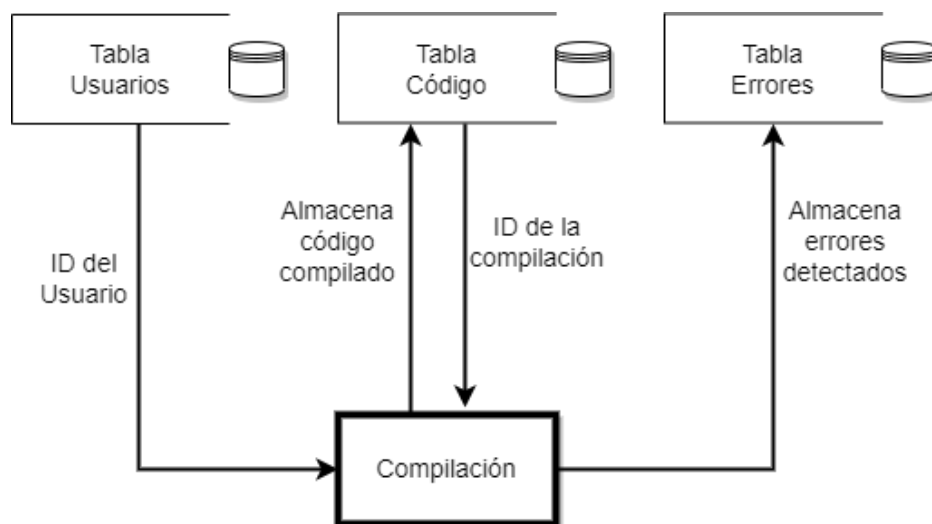 Tabla
Usuarios
Tabla
Código
Tabla
Errores
ID del
Usuario
Almacena
código
compilado
ID de la
compilación
Almacena
errores
detectados
Compilación